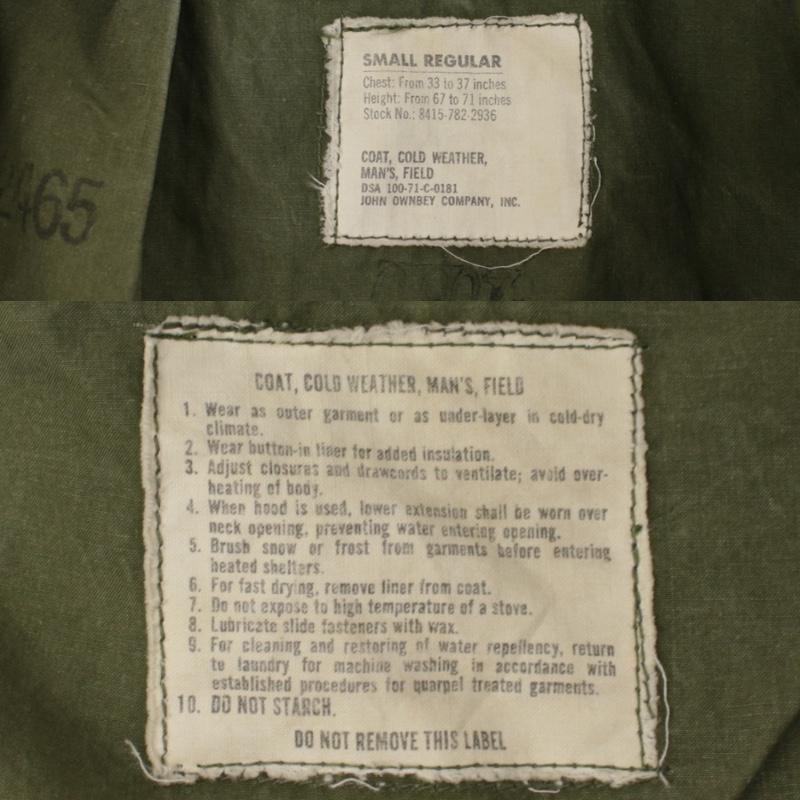 465
SMALL REGULAR
Chest: From 33 to 37 inches
Height: From 67 to 71 inches
Stock No.: 8415-782-2936
COAT, COLD WEATHER,
MAN'S, FIELD
DSA 100-71-C-0181
JOHN OWNBEY COMPANY, INC.
COAT, COLD WEATHER, MAN'S, FIELD
1. Wear as outer garment or as under-layer in cold-dry
climate.
2. Wear button-in liner for added insulation.
3. Adjust closures and drawcords to ventilate; avoid over-
heating of body.
4. When hood is used, lower extension shall be worn over
neck opening, preventing water entering opening.
5. Brush snow or frost from garments before entering
heated shelters.
6. For fast drying, remove liner from coat.
7. Do not expose to high temperature of a stove.
8. Lubricate slide fasteners with wax.
9. For cleaning and restoring of water repellency, return
to laundry for machine washing in accordance with
established procedures for quarpel treated garments.
10. DO NOT STARCH.
DO NOT REMOVE THIS LABEL